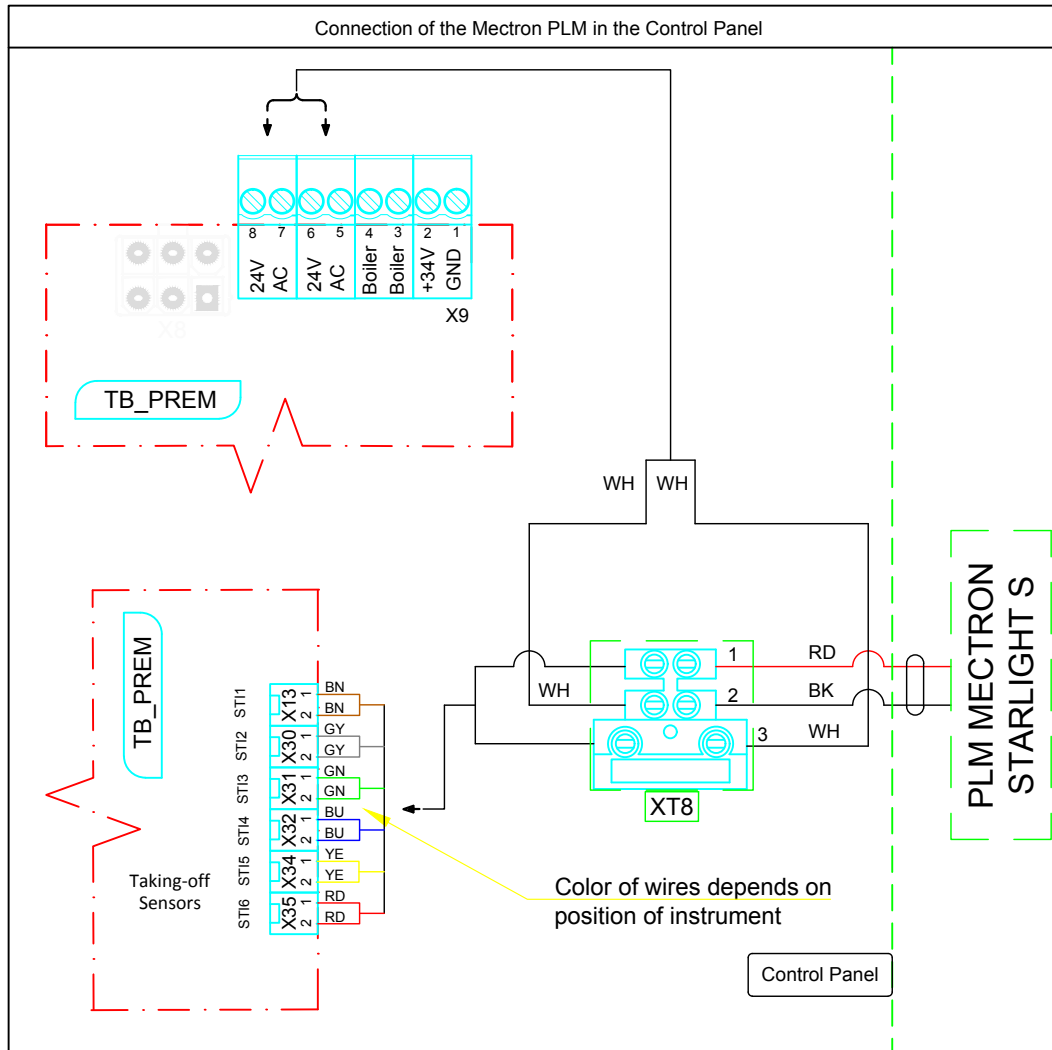 Connection of the Mectron PLM in the Control Panel
8 7 6 5 4 3 2 1
24V AC 24V AC Boiler Boiler +34V GND
X9
X8
TB_PREM
WH WH
PLM MECTRON
STARLIGHT S
TB_PREM
1 RD
WH
2 BK
3 WH
XT8
STI1 X13 1 BN
2 BN
STI2 X30 1 GY
2 GY
STI3 X31 1 GN
2 GN
STI4 X32 1 BU
2 BU
STI5 X34 1 YE
2 YE
STI6 X35 1 RD
2 RD
Taking-off
Sensors
Color of wires depends on
position of instrument
Control Panel